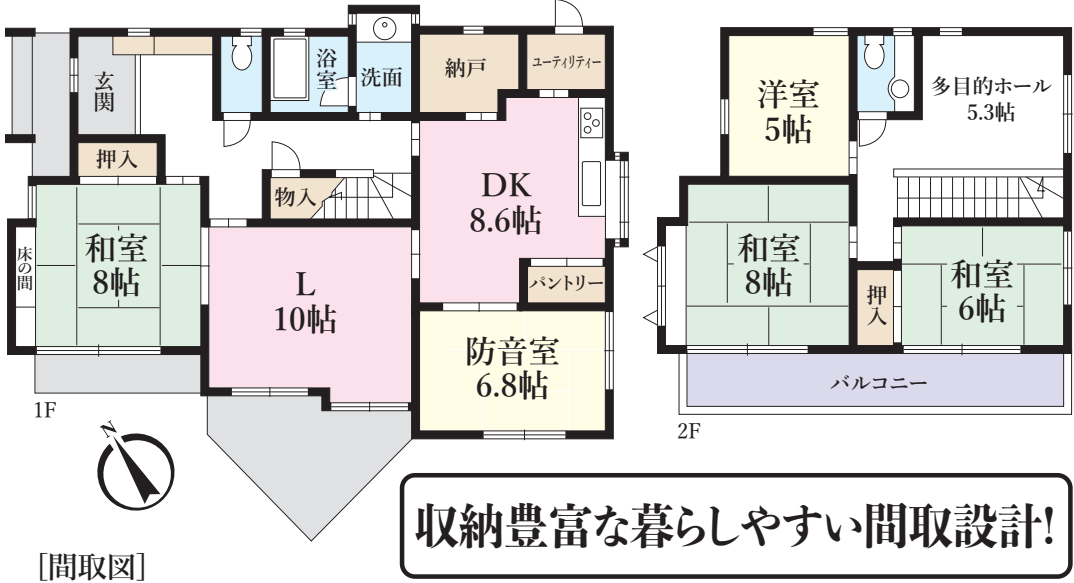 玄関
浴室
洗面
納戸
ユーティリティー
押入
物入
DK
8.6帖
和室
8帖
床の間
L
10帖
パントリー
防音室
6.8帖
1F
洋室
5帖
多目的ホール
5.3帖
和室
8帖
押入
和室
6帖
バルコニー
2F
N
収納豊富な暮らしやすい間取設計!
[間取図]